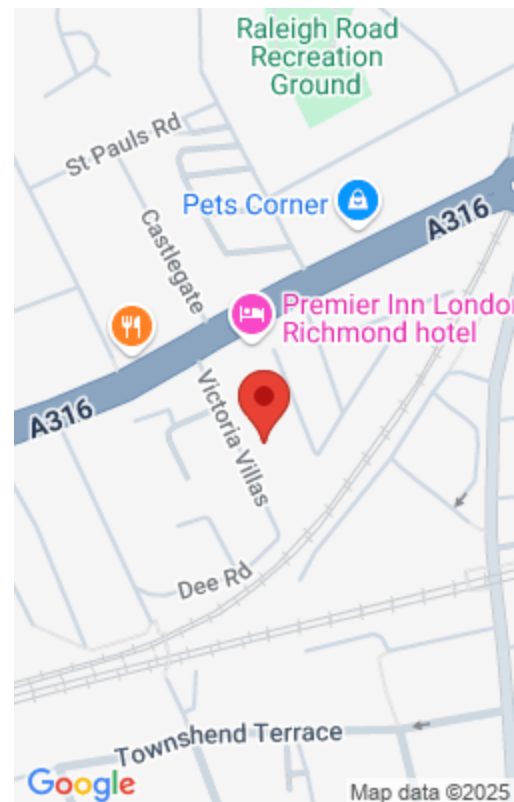 Raleigh Road
Recreation
Ground
St Pauls Rd
Pets Corner
A316
Castlegate
Premier Inn London
Richmond hotel
A316
Victoria Villas
Dee Rd
Townshend Terrace
Google
Map data ©2025